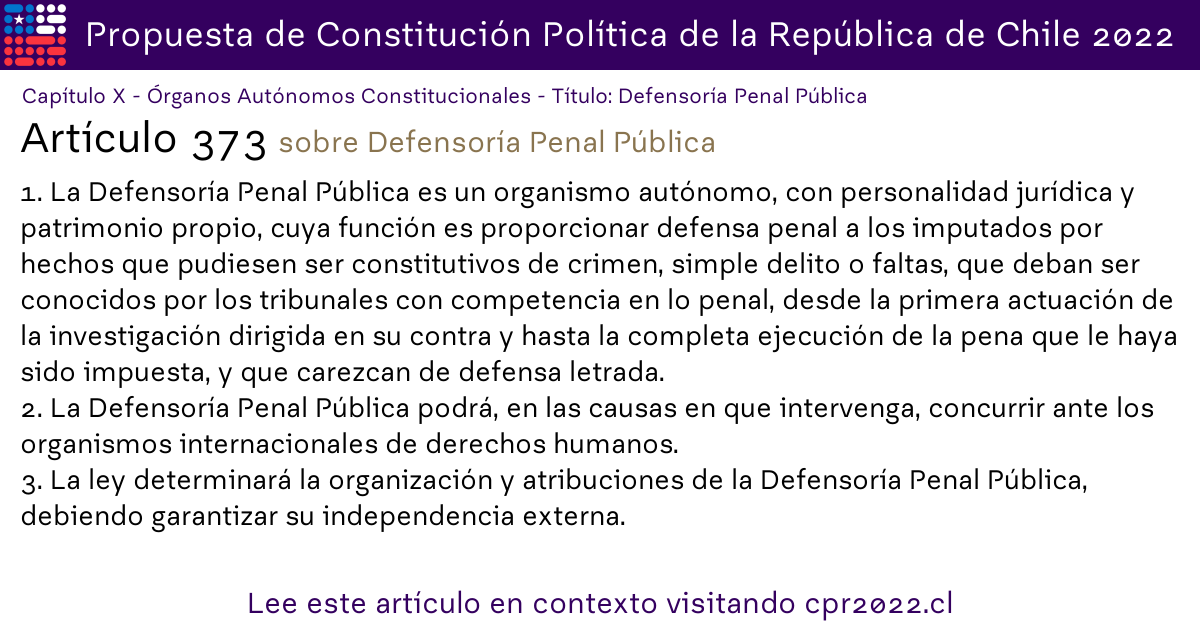 Propuesta de Constitución Política de la República de Chile 2022
Capítulo X - Órganos Autónomos Constitucionales - Título: Defensoría Penal Pública
Artículo 373 sobre Defensoría Penal Pública
1. La Defensoría Penal Pública es un organismo autónomo, con personalidad jurídica y
patrimonio propio, cuya función es proporcionar defensa penal a los imputados por
hechos que pudiesen ser constitutivos de crimen, simple delito o faltas, que deban ser
conocidos por los tribunales con competencia en lo penal, desde la primera actuación de
la investigación dirigida en su contra y hasta la completa ejecución de la pena que le haya
sido impuesta, y que carezcan de defensa letrada.
2. La Defensoría Penal Pública podrá, en las causas en que intervenga, concurrir ante los
organismos internacionales de derechos humanos.
3. La ley determinará la organización y atribuciones de la Defensoría Penal Pública,
debiendo garantizar su independencia externa.
Lee este artículo en contexto visitando cpr2022.cl